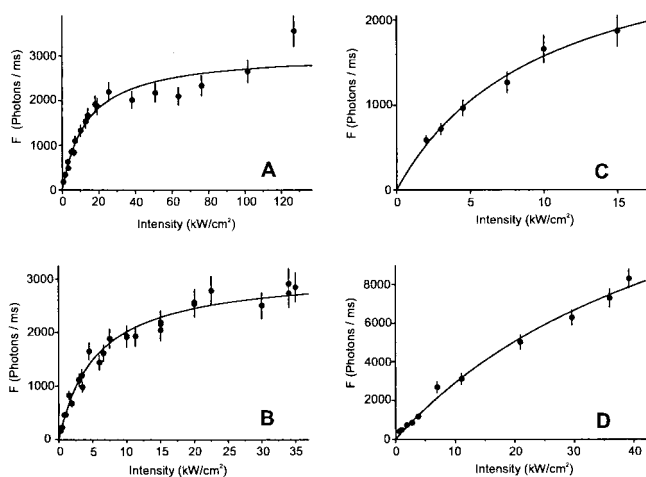 F (Photons / ms)
3000
2000
1000
0
0 20 40 60 80 100 120
Intensity (kW/cm²)
A
F (Photons / ms)
2000
1000
0
0 5 10 15
Intensity (kW/cm²)
C
F (Photons / ms)
3000
2000
1000
0
0 5 10 15 20 25 30 35
Intensity (kW/cm²)
B
F (Photons / ms)
8000
6000
4000
2000
0
0 10 20 30 40
Intensity (kW/cm²)
D